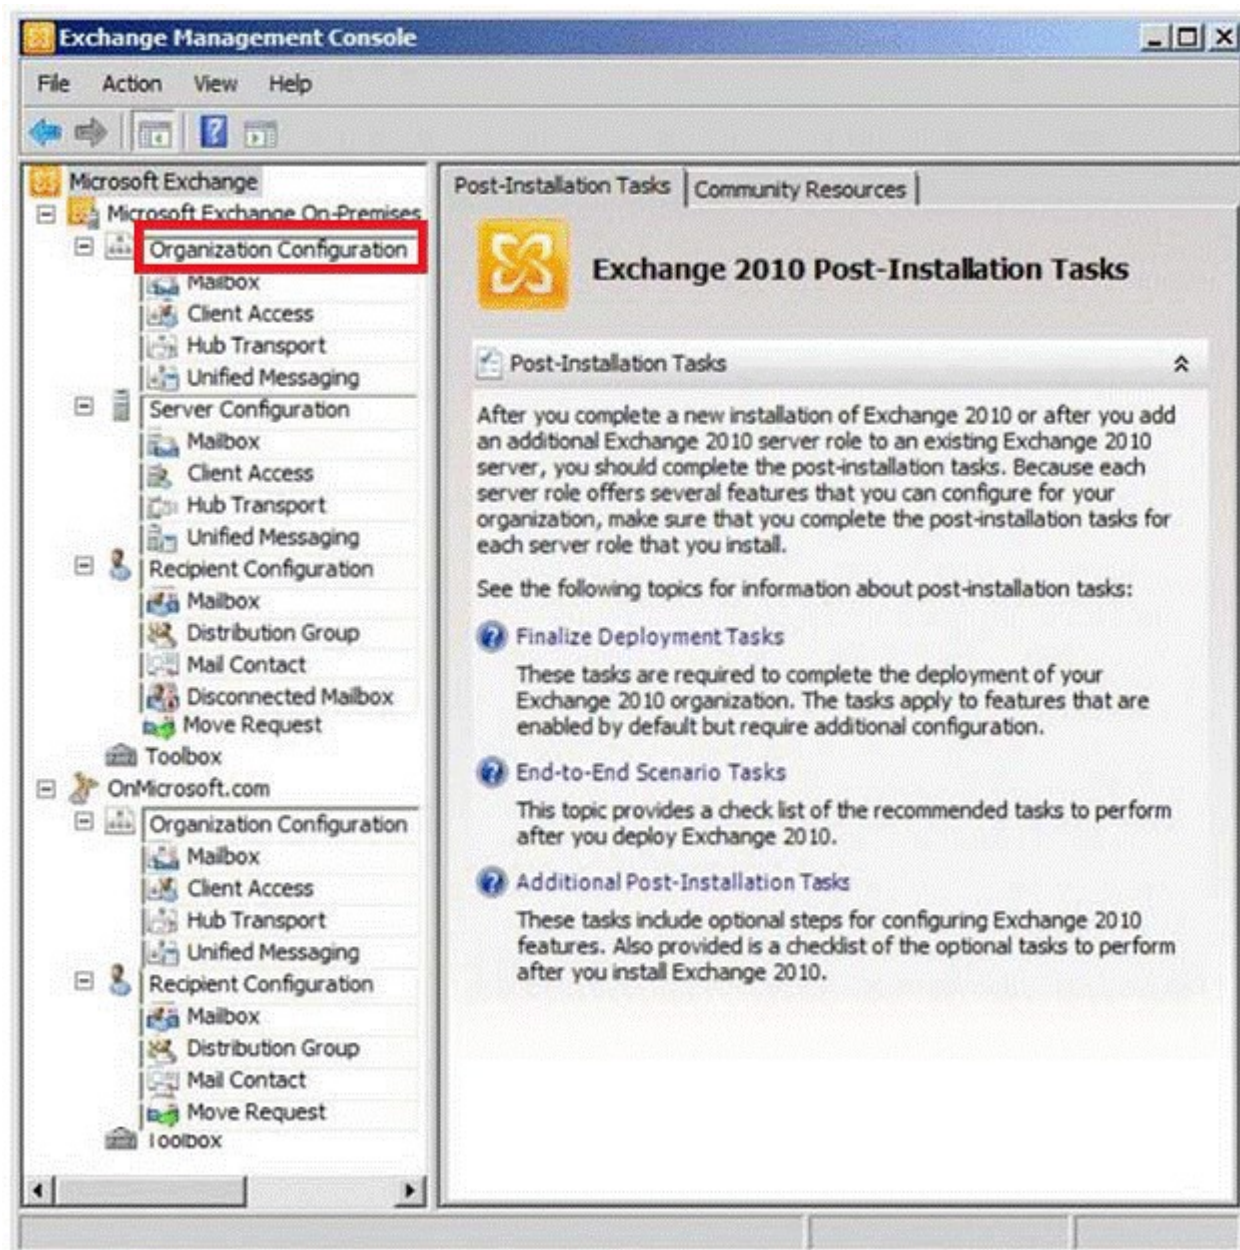 Exchange Management Console
File Action View Help
Microsoft Exchange
Microsoft Exchange On-Premises
Organization Configuration
Mailbox
Client Access
Hub Transport
Unified Messaging
Server Configuration
Mailbox
Client Access
Hub Transport
Unified Messaging
Recipient Configuration
Mailbox
Distribution Group
Mail Contact
Disconnected Mailbox
Move Request
Toolbox
OnMicrosoft.com
Organization Configuration
Mailbox
Client Access
Hub Transport
Unified Messaging
Recipient Configuration
Mailbox
Distribution Group
Mail Contact
Move Request
Toolbox
Post-Installation Tasks Community Resources
Exchange 2010 Post-Installation Tasks
Post-Installation Tasks
After you complete a new installation of Exchange 2010 or after you add
an additional Exchange 2010 server role to an existing Exchange 2010
server, you should complete the post-installation tasks. Because each
server role offers several features that you can configure for your
organization, make sure that you complete the post-installation tasks for
each server role that you install.
See the following topics for information about post-installation tasks:
Finalize Deployment Tasks
These tasks are required to complete the deployment of your
Exchange 2010 organization. The tasks apply to features that are
enabled by default but require additional configuration.
End-to-End Scenario Tasks
This topic provides a check list of the recommended tasks to perform
after you deploy Exchange 2010.
Additional Post-Installation Tasks
These tasks include optional steps for configuring Exchange 2010
features. Also provided is a checklist of the optional tasks to perform
after you install Exchange 2010.